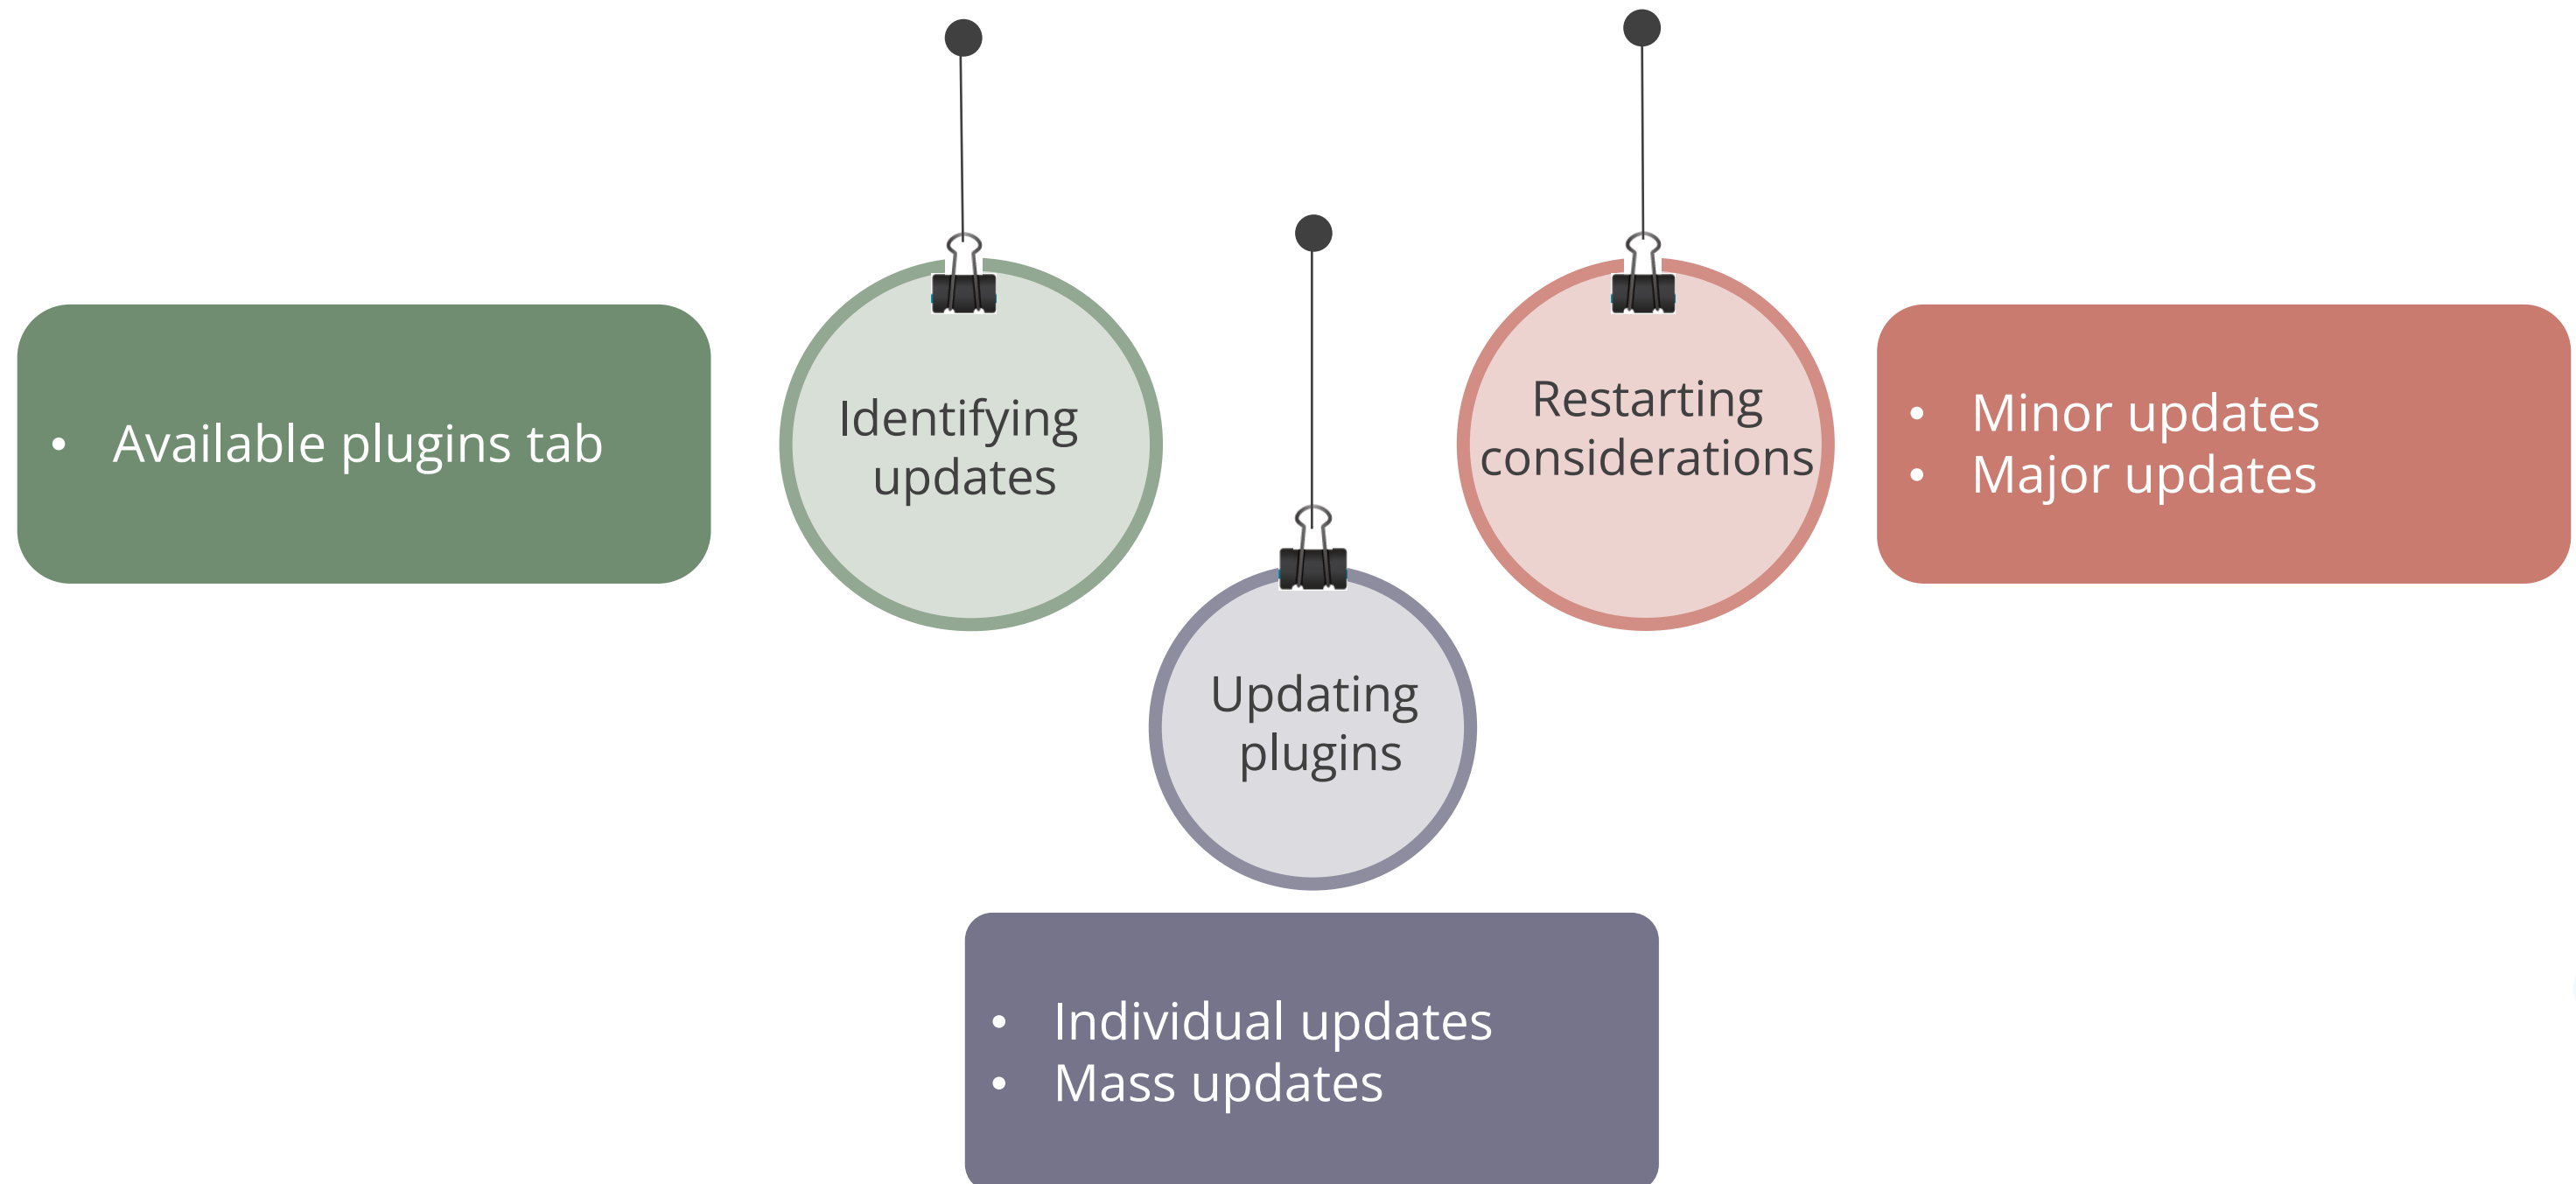 • Available plugins tab
Identifying
updates
Updating
plugins
• Individual updates
• Mass updates
Restarting
considerations
• Minor updates
• Major updates